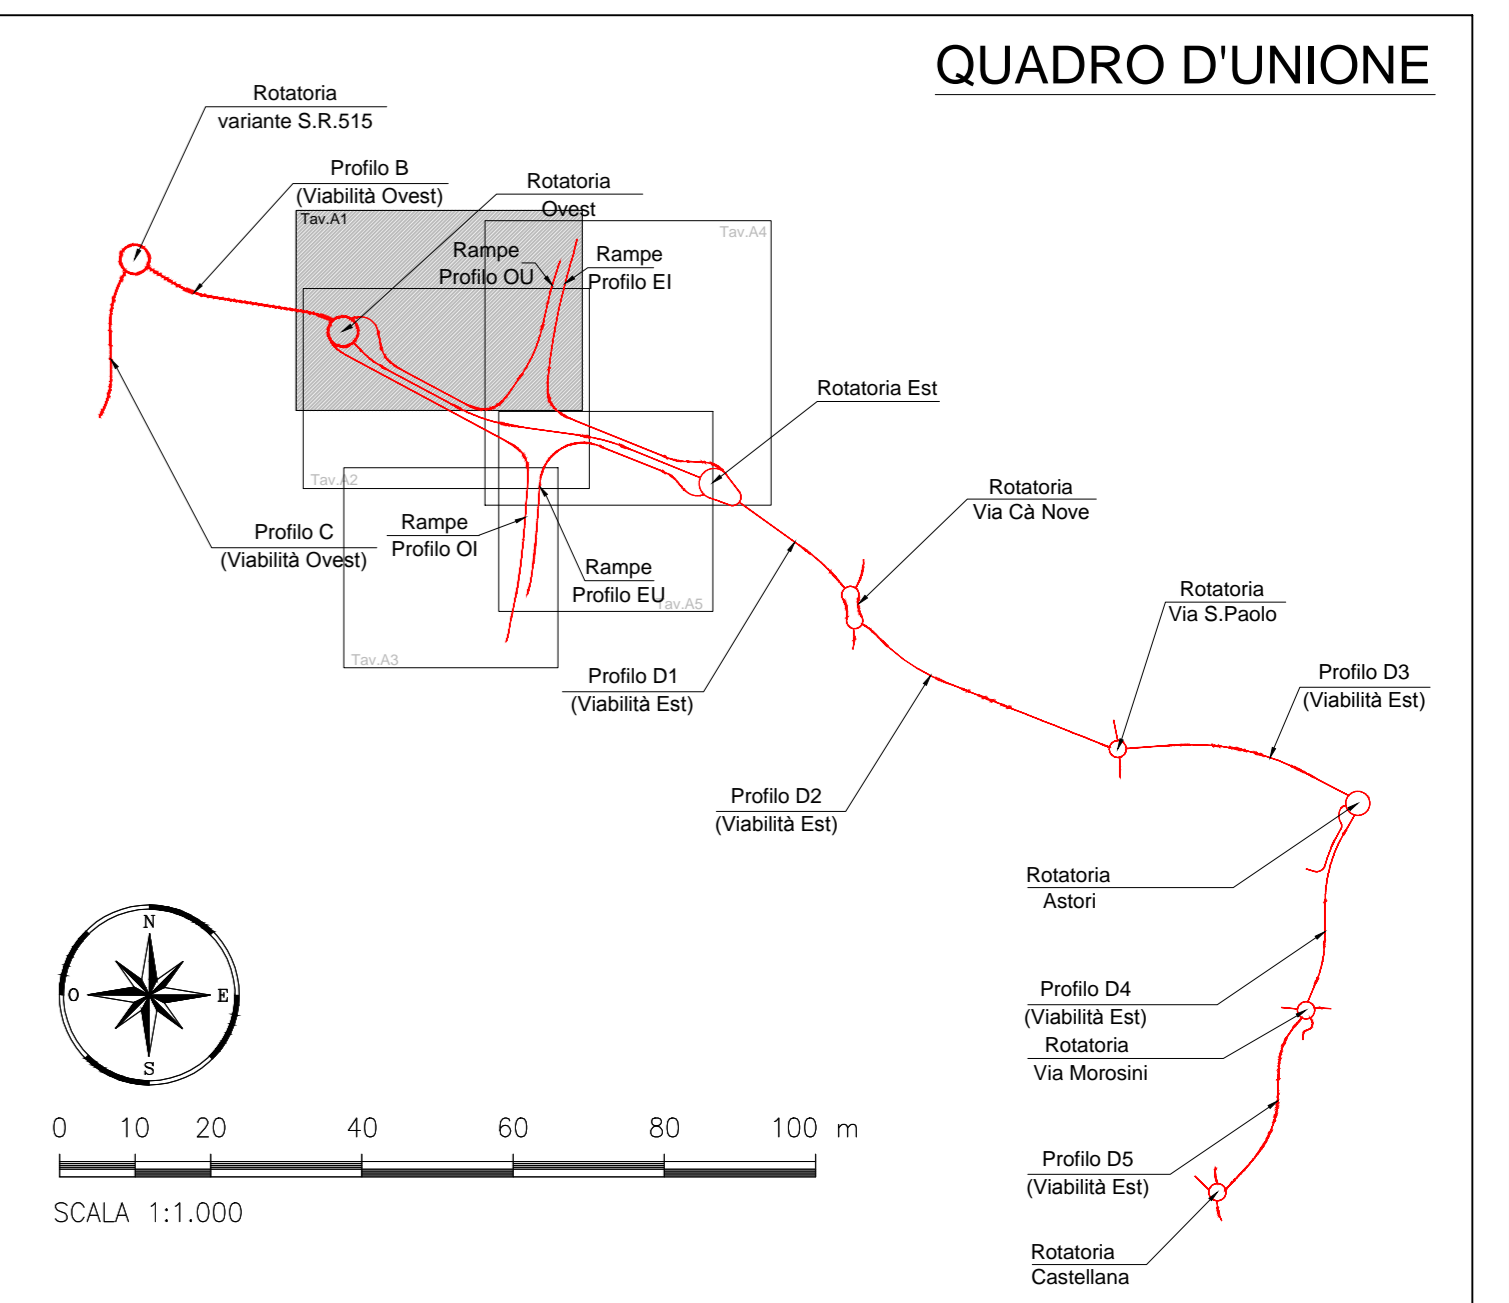 QUADRO D'UNIONE
Rotatoria
variante S.R.515
Profilo B
(Viabilità Ovest)
Rotatoria
Ovest
Tav.A1
Tav.A4
Rampe
Profilo OU
Rampe
Profilo EI
Rotatoria Est
Tav.A2
Rotatoria
Via Cà Nove
Profilo C
(Viabilità Ovest)
Rampe
Profilo OI
Rampe
Profilo EU
Tav.A5
Rotatoria
Via S.Paolo
Tav.A3
Profilo D1
(Viabilità Est)
Profilo D3
(Viabilità Est)
Profilo D2
(Viabilità Est)
Rotatoria
Astori
N
O
E
S
Profilo D4
(Viabilità Est)
Rotatoria
Via Morosini
0 10 20 40 60 80 100 m
SCALA 1:1.000
Profilo D5
(Viabilità Est)
Rotatoria
Castellana